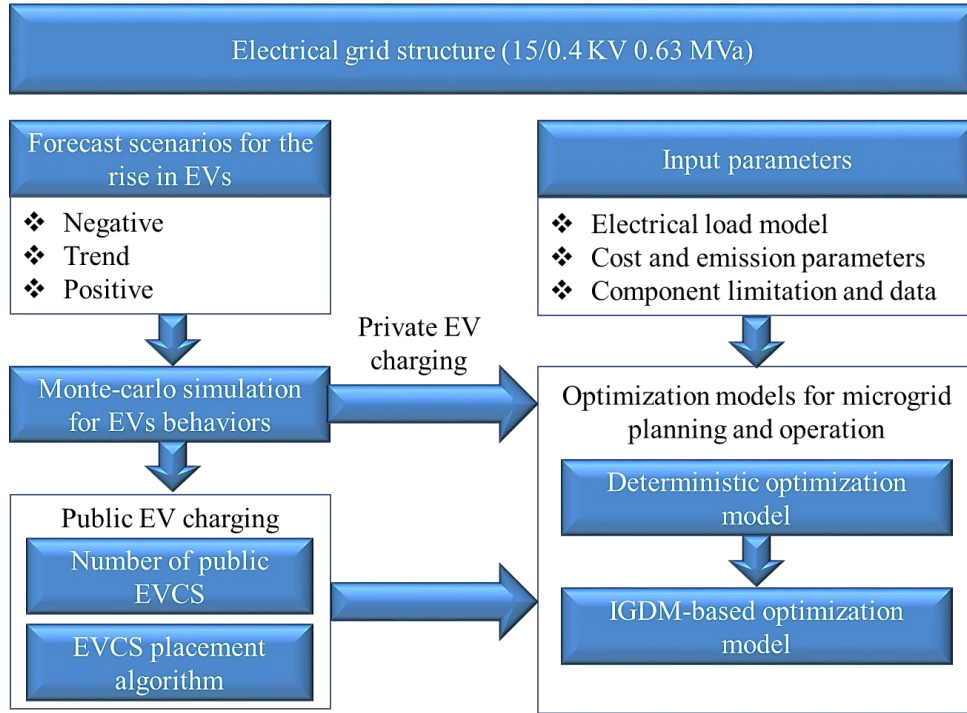 Electrical grid structure (15/0.4 KV 0.63 MVa)
Forecast scenarios for the
rise in EVs
❖ Negative
❖ Trend
❖ Positive
Input parameters
❖ Electrical load model
❖ Cost and emission parameters
❖ Component limitation and data
Private EV
charging
Monte-carlo simulation
for EVs behaviors
Public EV charging
Number of public
EVCS
EVCS placement
algorithm
Optimization models for microgrid
planning and operation
Deterministic optimization
model
IGDM-based optimization
model